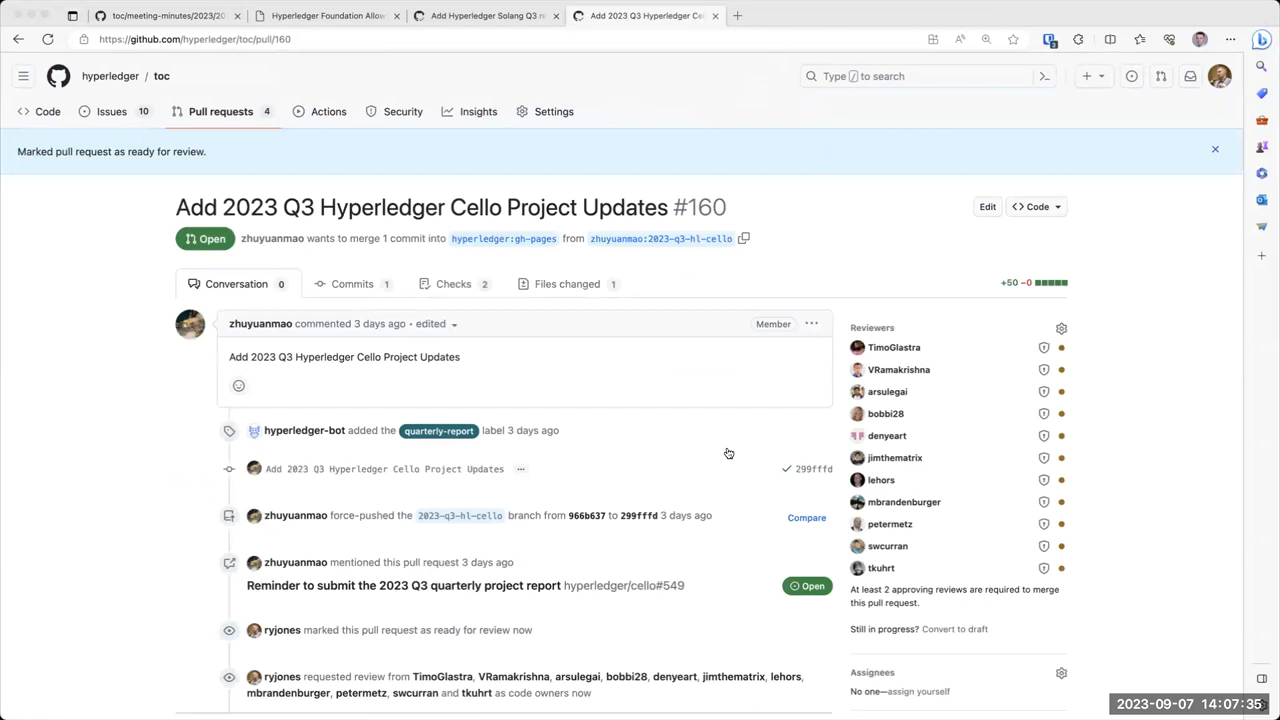 toc/meeting-minutes/2023/20
Hyperledger Foundation Allow
Add Hyperledger Solang Q3 r
Add 2023 Q3 Hyperledger Ce
https://github.com/hyperledger/toc/pull/160
hyperledger / toc
Type / to search
Code
Issues 10
Pull requests 4
Actions
Security
Insights
Settings
Marked pull request as ready for review.
Add 2023 Q3 Hyperledger Cello Project Updates #160
Edit
<> Code
Open
zhuyuanmao wants to merge 1 commit into hyperledger:gh-pages from zhuyuanmao:2023-q3-hl-cello
Conversation 0
Commits 1
Checks 2
Files changed 1
+50 −0
zhuyuanmao commented 3 days ago • edited
Member
Add 2023 Q3 Hyperledger Cello Project Updates
hyperledger-bot added the quarterly-report label 3 days ago
Add 2023 Q3 Hyperledger Cello Project Updates ...
299fffd
zhuyuanmao force-pushed the 2023-q3-hl-cello branch from 966b637 to 299fffd 3 days ago
Compare
zhuyuanmao mentioned this pull request 3 days ago
Reminder to submit the 2023 Q3 quarterly project report hyperledger/cello#549
Open
ryjones marked this pull request as ready for review now
ryjones requested review from TimoGlastra, VRamakrishna, arsulegai, bobbi28, denyeart, jimthematrix, lehors,
mbrandenburger, petermetz, swcurran and tkuhrt as code owners now
Reviewers
TimoGlastra
VRamakrishna
arsulegai
bobbi28
denyeart
jimthematrix
lehors
mbrandenburger
petermetz
swcurran
tkuhrt
At least 2 approving reviews are required to merge
this pull request.
Still in progress? Convert to draft
Assignees
No one—assign yourself
2023-09-07 14:07:35